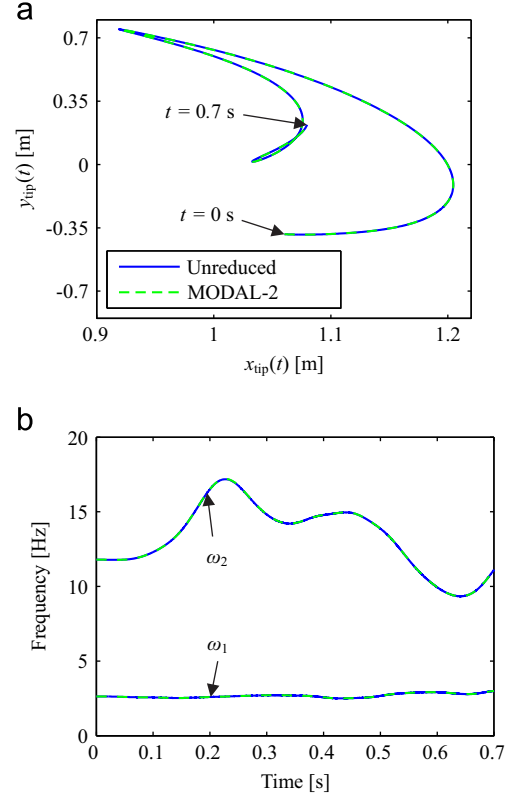 a
0.7
0.35
0
-0.35
-0.7
y_tip(t) [m]
t = 0.7 s
t = 0 s
Unreduced
MODAL-2
0.9
1
1.1
1.2
x_tip(t) [m]
b
20
15
10
5
0
Frequency [Hz]
ω₂
ω₁
0
0.1
0.2
0.3
0.4
0.5
0.6
0.7
Time [s]